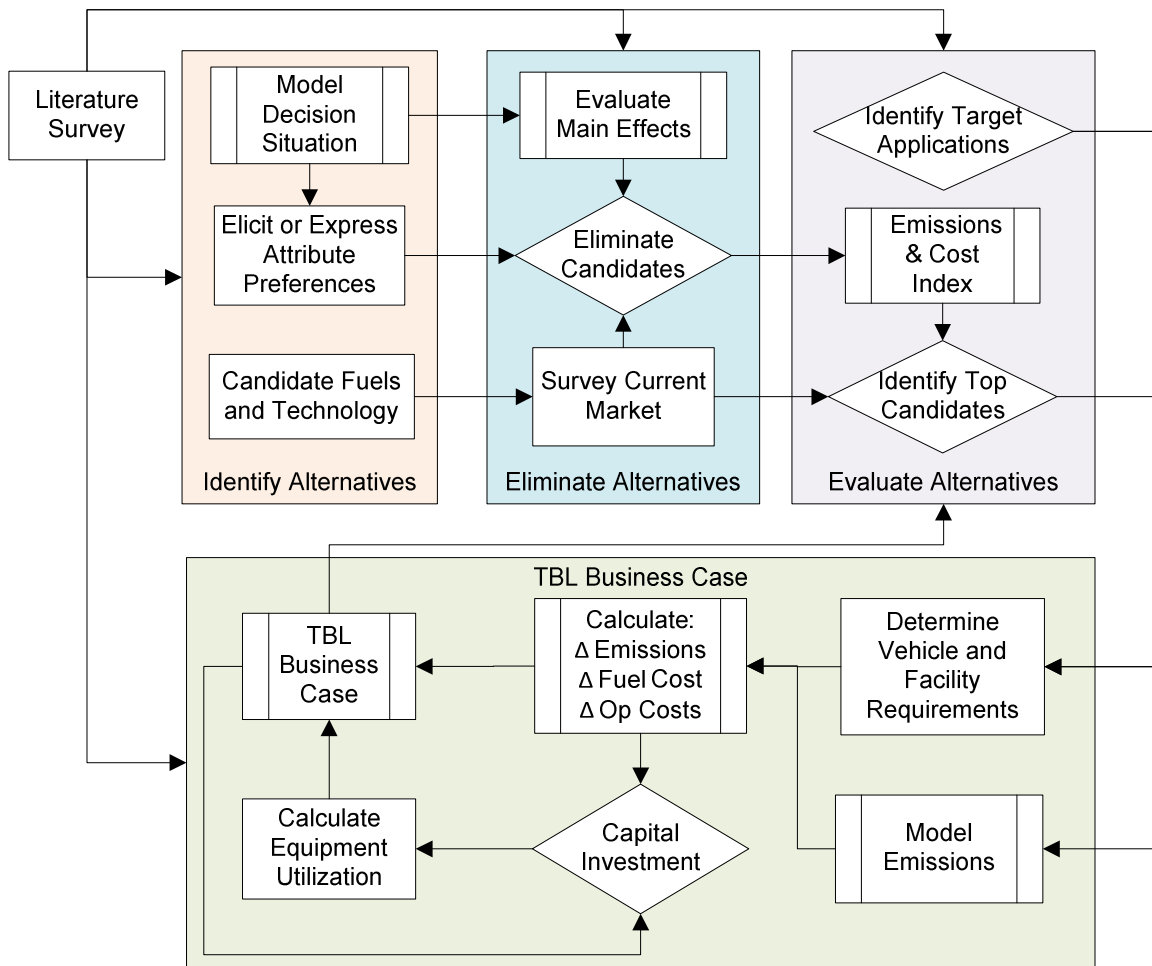 Literature
Survey
Model
Decision
Situation
Elicit or Express
Attribute
Preferences
Candidate Fuels
and Technology
Identify Alternatives
Evaluate
Main Effects
Eliminate
Candidates
Survey Current
Market
Eliminate Alternatives
Identify Target
Applications
Emissions
& Cost
Index
Identify Top
Candidates
Evaluate Alternatives
TBL Business Case
TBL
Business
Case
Calculate:
Δ Emissions
Δ Fuel Cost
Δ Op Costs
Determine
Vehicle and
Facility
Requirements
Calculate
Equipment
Utilization
Capital
Investment
Model
Emissions